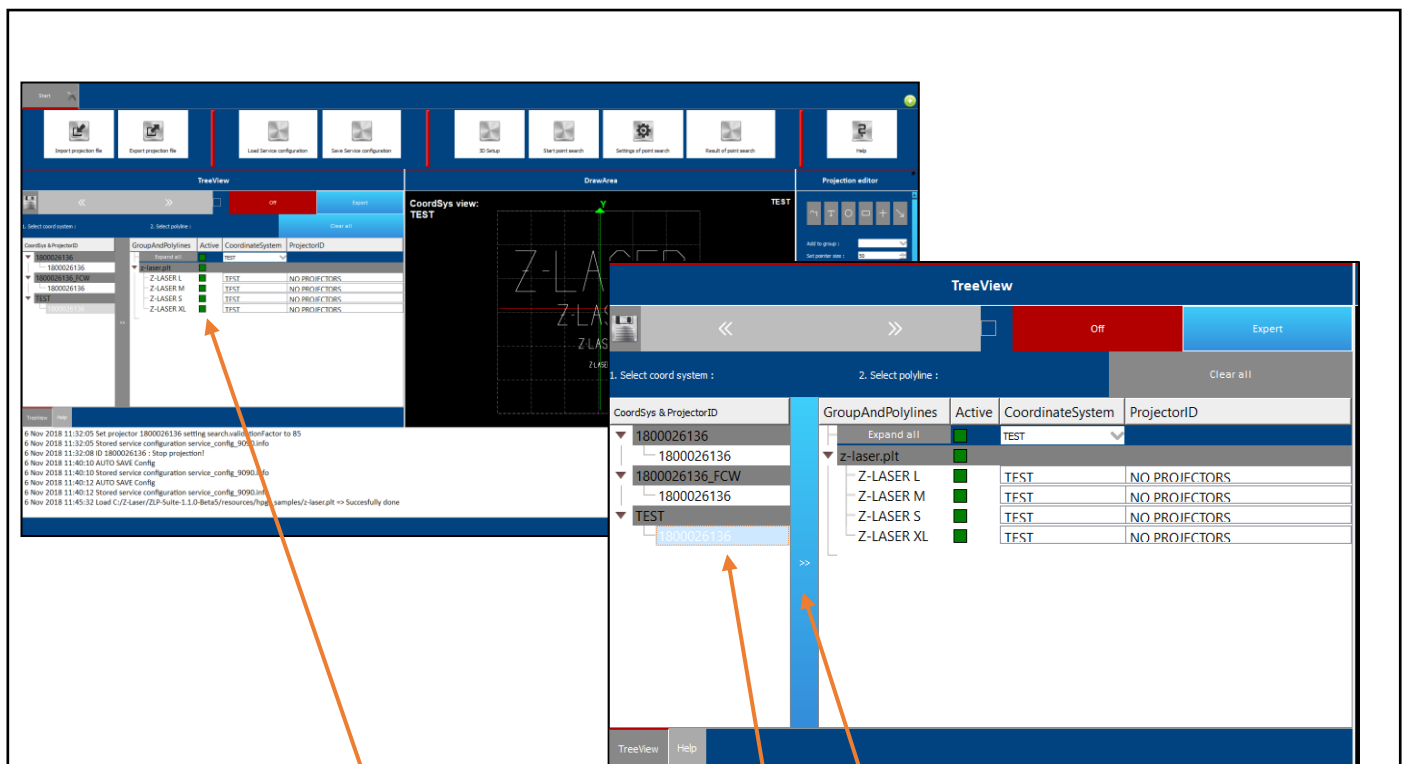 Start
Import projection file
Export projection file
Load Service configuration
Save Service configuration
3D Setup
Start point search
Settings of point search
Result of point search
Help
TreeView
DrawArea
Projection editor
«
»
Off
Expert
1. Select coord system :
2. Select polyline :
Clear all
CoordSys & ProjectorID
GroupAndPolylines Active CoordinateSystem ProjectorID
1800026136
Expand all TEST
1800026136
z-laser.plt
1800026136_FCW
Z-LASER L TEST NO PROJECTORS
1800026136
Z-LASER M TEST NO PROJECTORS
TEST
Z-LASER S TEST NO PROJECTORS
1800026136
Z-LASER XL TEST NO PROJECTORS
>>
CoordSys view:
TEST
TEST
Y
Z-LASER
Add to group :
Set pointer size : 50
TreeView Help
6 Nov 2018 11:32:05 Set projector 1800026136 setting search:validationFactor to 85
6 Nov 2018 11:32:05 Stored service configuration service_config_9090.info
6 Nov 2018 11:32:08 ID 1800026136 : Stop projection!
6 Nov 2018 11:40:10 AUTO SAVE Config
6 Nov 2018 11:40:10 Stored service configuration service_config_9090.info
6 Nov 2018 11:40:12 AUTO SAVE Config
6 Nov 2018 11:40:12 Stored service configuration service_config_9090.info
6 Nov 2018 11:45:32 Load C:/Z-Laser/ZLP-Suite-1.1.0-Beta5/resources/hpgl_samples/z-laser.plt => Succesfully done
TreeView
«
»
Off
Expert
1. Select coord system :
2. Select polyline :
Clear all
CoordSys & ProjectorID
GroupAndPolylines Active CoordinateSystem ProjectorID
1800026136
Expand all TEST
1800026136
z-laser.plt
1800026136_FCW
Z-LASER L TEST NO PROJECTORS
1800026136
Z-LASER M TEST NO PROJECTORS
TEST
Z-LASER S TEST NO PROJECTORS
1800026136
Z-LASER XL TEST NO PROJECTORS
>>
TreeView Help